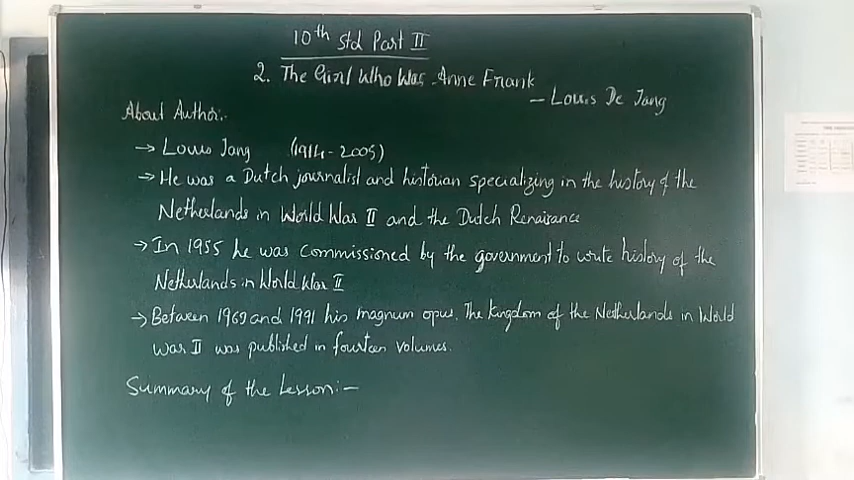 10th Std Part II
2. The Girl Who Was Anne Frank
- Louis De Jang
About Author:-
→ Louis Jang (1914-2005)
→ He was a Dutch journalist and historian specializing in the history of the
Netherlands in World War II and the Dutch Renaisance
→ In 1955 he was commissioned by the government to write history of the
Netherlands in World War II
→ Between 1969 and 1991 his magnum opus. The kingdom of the Netherlands in World
War II was published in fourteen volumes.
Summary of the Lesson:-